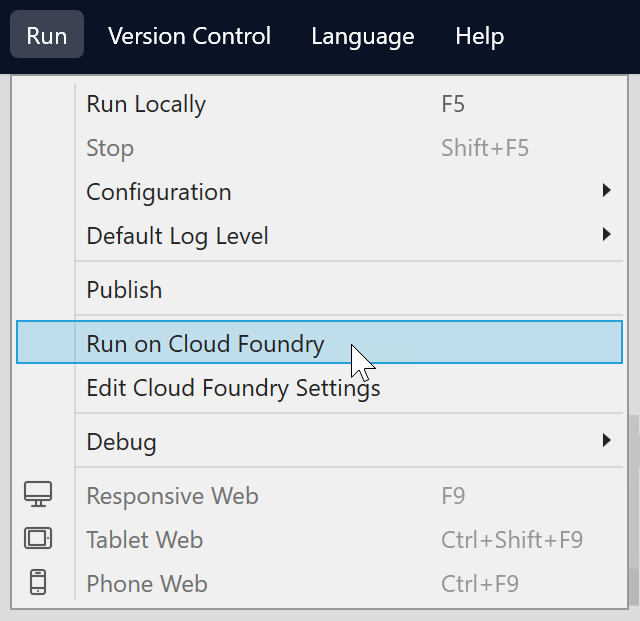 Run Version Control Language Help
Run Locally F5
Stop Shift+F5
Configuration
Default Log Level
Publish
Run on Cloud Foundry
Edit Cloud Foundry Settings
Debug
Responsive Web F9
Tablet Web Ctrl+Shift+F9
Phone Web Ctrl+F9